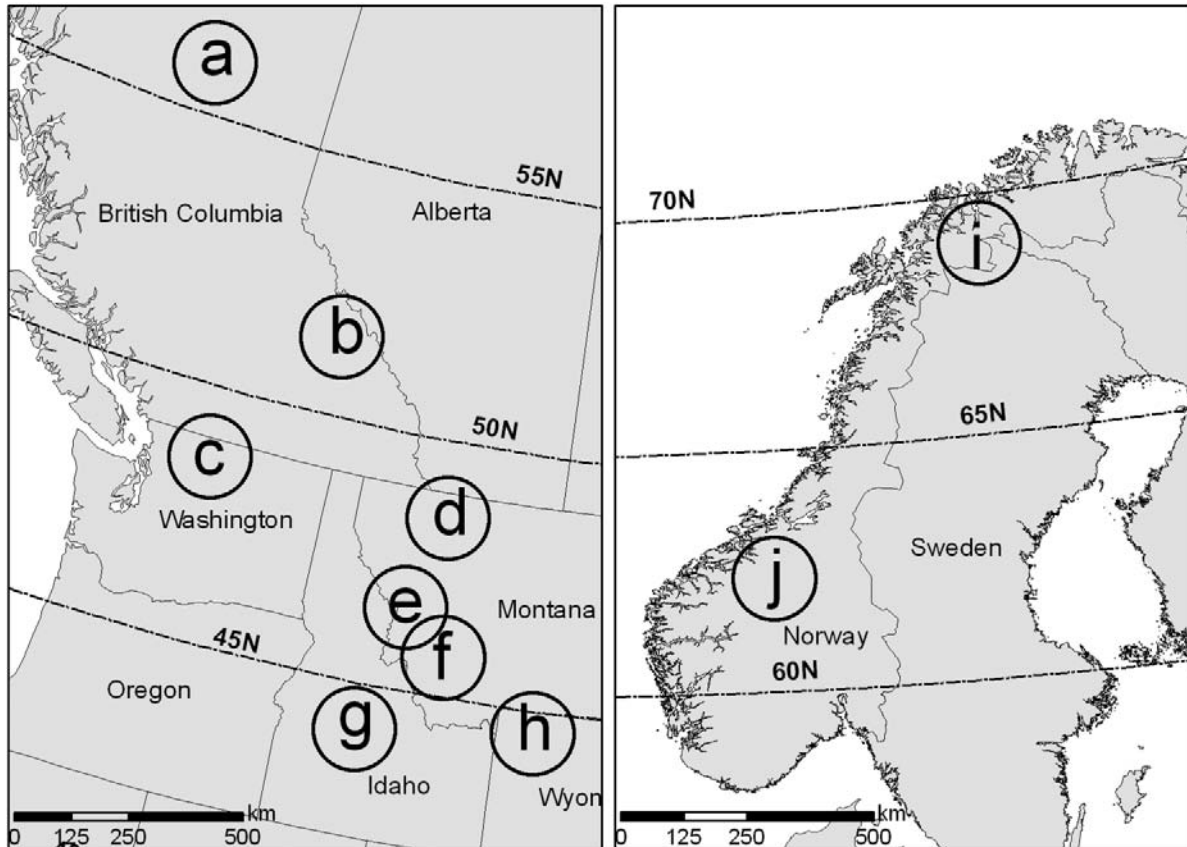 a
55N
British Columbia
Alberta
b
50N
c
Washington
d
e
Montana
45N
f
Oregon
g
h
Idaho
Wyon
km
0 125 250 500
70N
i
65N
Sweden
j
Norway
60N
km
0 125 250 500